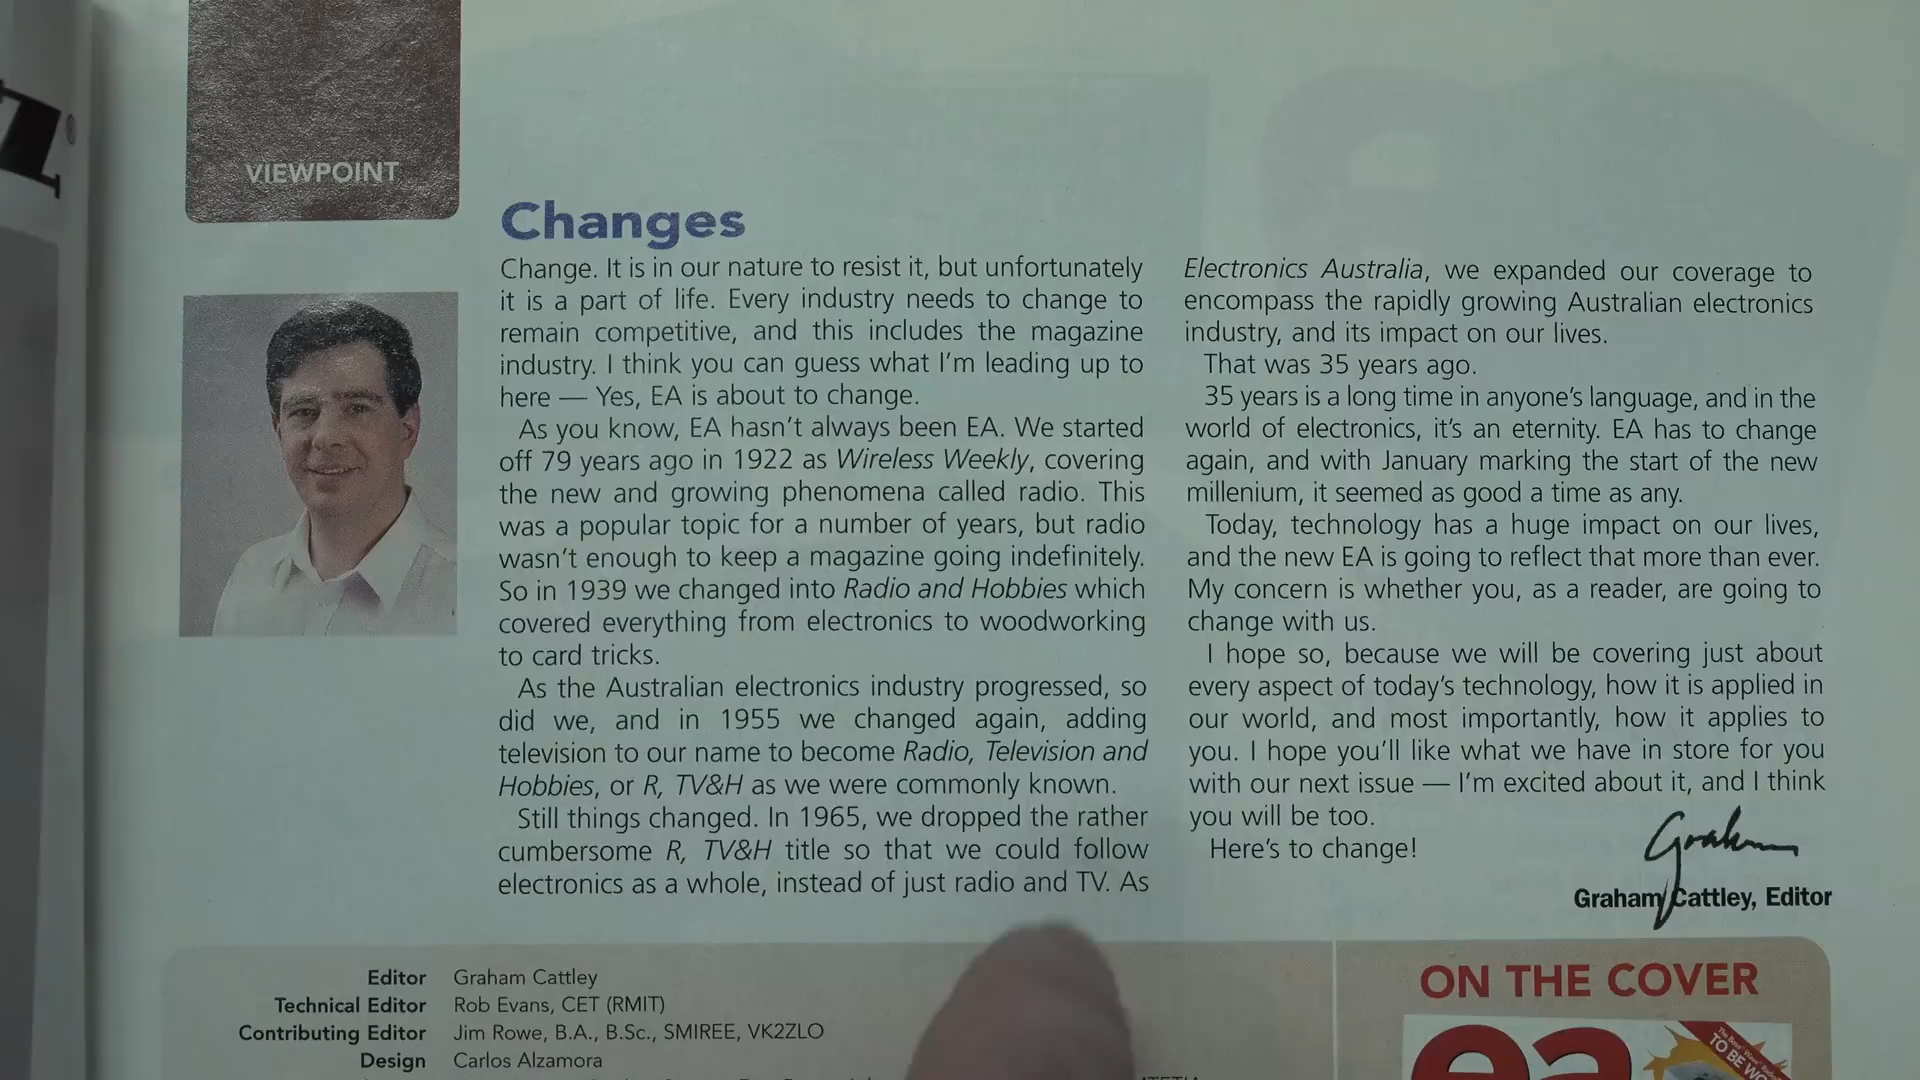 Z®
VIEWPOINT
Changes
Change. It is in our nature to resist it, but unfortunately
it is a part of life. Every industry needs to change to
remain competitive, and this includes the magazine
industry. I think you can guess what I'm leading up to
here — Yes, EA is about to change.
As you know, EA hasn't always been EA. We started
off 79 years ago in 1922 as Wireless Weekly, covering
the new and growing phenomena called radio. This
was a popular topic for a number of years, but radio
wasn't enough to keep a magazine going indefinitely.
So in 1939 we changed into Radio and Hobbies which
covered everything from electronics to woodworking
to card tricks.
As the Australian electronics industry progressed, so
did we, and in 1955 we changed again, adding
television to our name to become Radio, Television and
Hobbies, or R, TV&H as we were commonly known.
Still things changed. In 1965, we dropped the rather
cumbersome R, TV&H title so that we could follow
electronics as a whole, instead of just radio and TV. As
Electronics Australia, we expanded our coverage to
encompass the rapidly growing Australian electronics
industry, and its impact on our lives.
That was 35 years ago.
35 years is a long time in anyone's language, and in the
world of electronics, it's an eternity. EA has to change
again, and with January marking the start of the new
millenium, it seemed as good a time as any.
Today, technology has a huge impact on our lives,
and the new EA is going to reflect that more than ever.
My concern is whether you, as a reader, are going to
change with us.
I hope so, because we will be covering just about
every aspect of today's technology, how it is applied in
our world, and most importantly, how it applies to
you. I hope you'll like what we have in store for you
with our next issue — I'm excited about it, and I think
you will be too.
Here's to change!
Graham
Graham Cattley, Editor
Editor Graham Cattley
Technical Editor Rob Evans, CET (RMIT)
Contributing Editor Jim Rowe, B.A., B.Sc., SMIREE, VK2ZLO
Design Carlos Alzamora
ON THE COVER
ea
TO BE WO